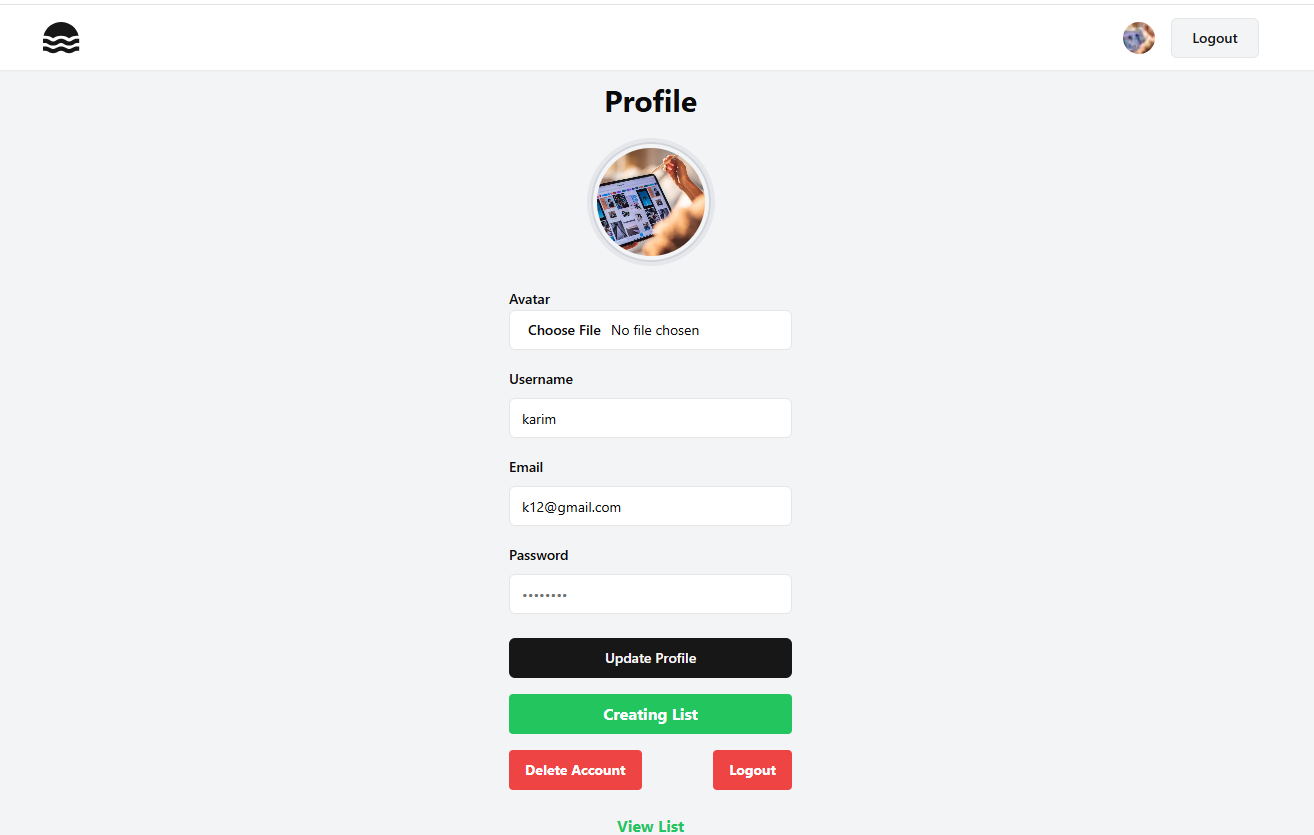 Logout
Profile
Avatar
Choose File No file chosen
Username
karim
Email
k12@gmail.com
Password
••••••••
Update Profile
Creating List
Delete Account Logout
View List